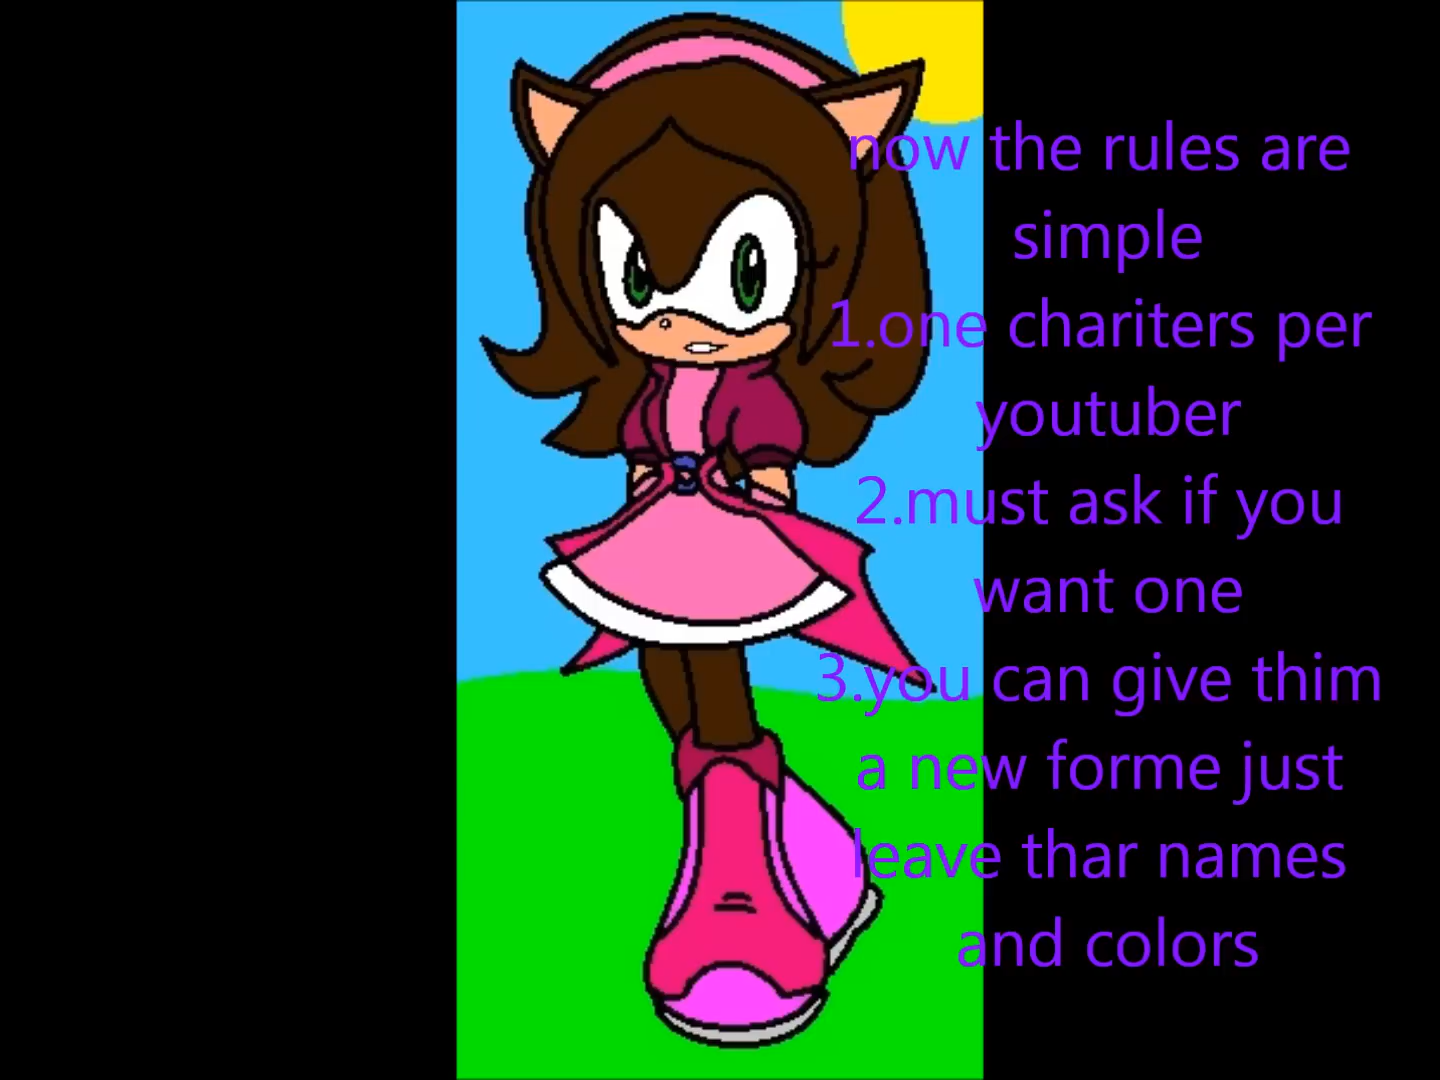 now the rules are
simple
1.one chariters per
youtuber
2.must ask if you
want one
3.you can give thim
a new forme just
leave thar names
and colors